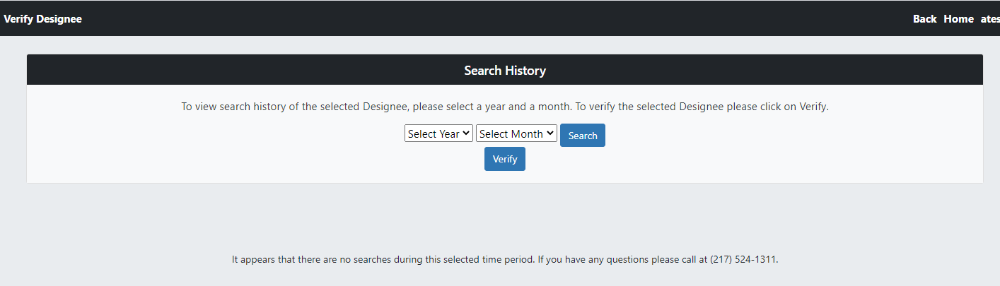 Verify Designee Back Home ates
Search History
To view search history of the selected Designee, please select a year and a month. To verify the selected Designee please click on Verify.
Select Year Select Month Search
Verify
It appears that there are no searches during this selected time period. If you have any questions please call at (217) 524-1311.